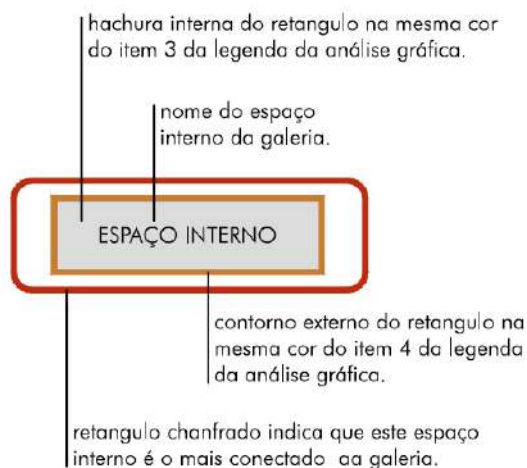 hachura interna do retangulo na mesma cor
do item 3 da legenda da análise gráfica.
nome do espaço
interno da galeria.
ESPAÇO INTERNO
contorno externo do retangulo na
mesma cor do item 4 da legenda
da análise gráfica.
retangulo chanfrado indica que este espaço
interno é o mais conectado aa galeria.